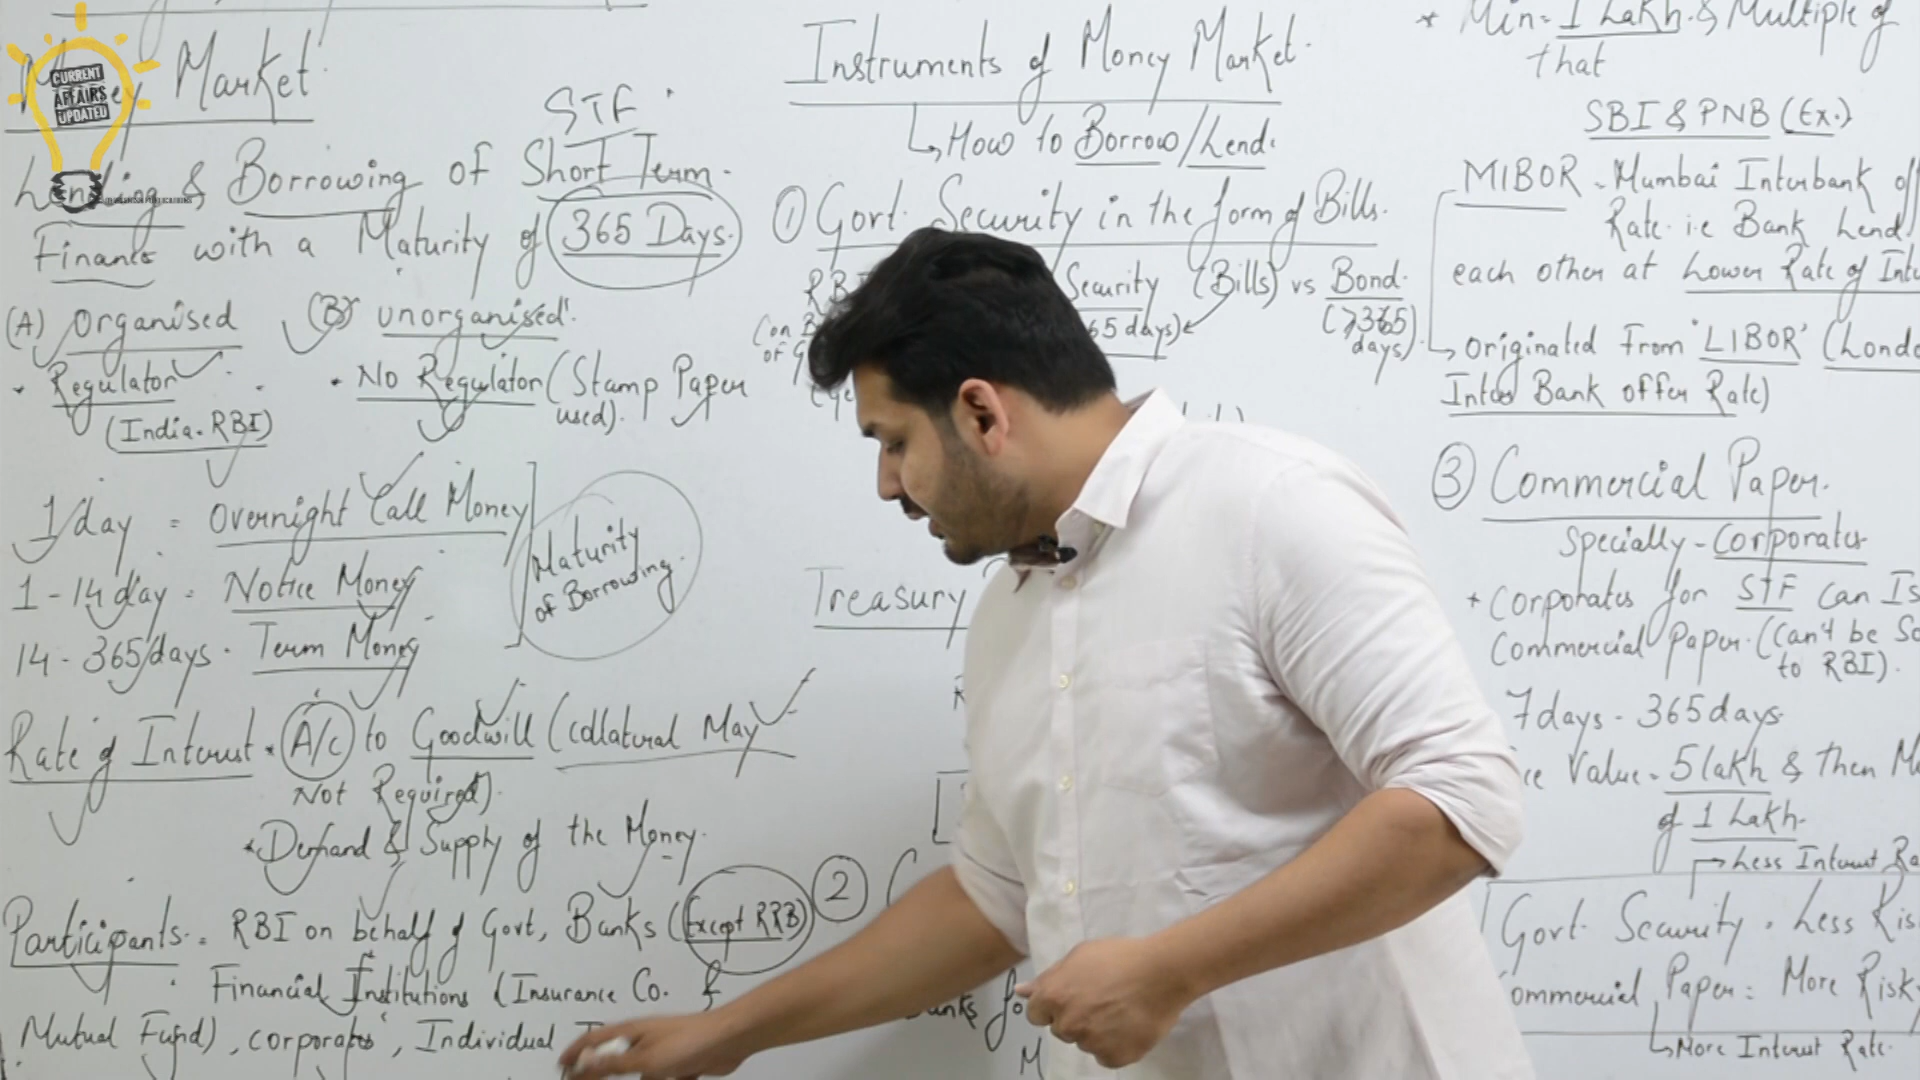 CURRENT
AFFAIRS
UPDATED
Money Market
STF
Lending & Borrowing of Short Term
Finance with a Maturity of 365 Days.
(A) Organised
(B) unorganised
* Regulator
(India-RBI)
* No Regulator (Stamp Paper
used).
1 day = Overnight Call Money
1-14 day = Notice Money
14-365 days. Term Money
Maturity
of Borrowing.
Rate of Interest * A/c to Goodwill (Collatural May
Not Required).
* Demand & Supply of the Money.
Participants = RBI on behalf of Govt, Banks (Except RRB)
Financial Institutions (Insurance Co. &
Mutual Fund), corporates, Individual
Instruments of Money Market.
How to Borrow/Lend.
① Govt. Security in the form of Bills.
Security (Bills) vs Bond.
65 days)
(>365
days).
Treasury
②
* Min = 1 Lakh & Multiple of
that
SBI & PNB (Ex.)
MIBOR = Mumbai Interbank
Rate i.e Bank Lend
each other at Lower Rate of
originated from 'LIBOR'
Inter Bank offer Rate)
③ Commercial Paper.
Specially - Corporates
* Corporates for STF can
Commercial Paper. (Can't be
to RBI).
7 days - 365 days
Value = 5 lakh & then
of 1 Lakh.
Less Interest
Govt. Security = Less
Paper = More Risk
More Interest Rate.